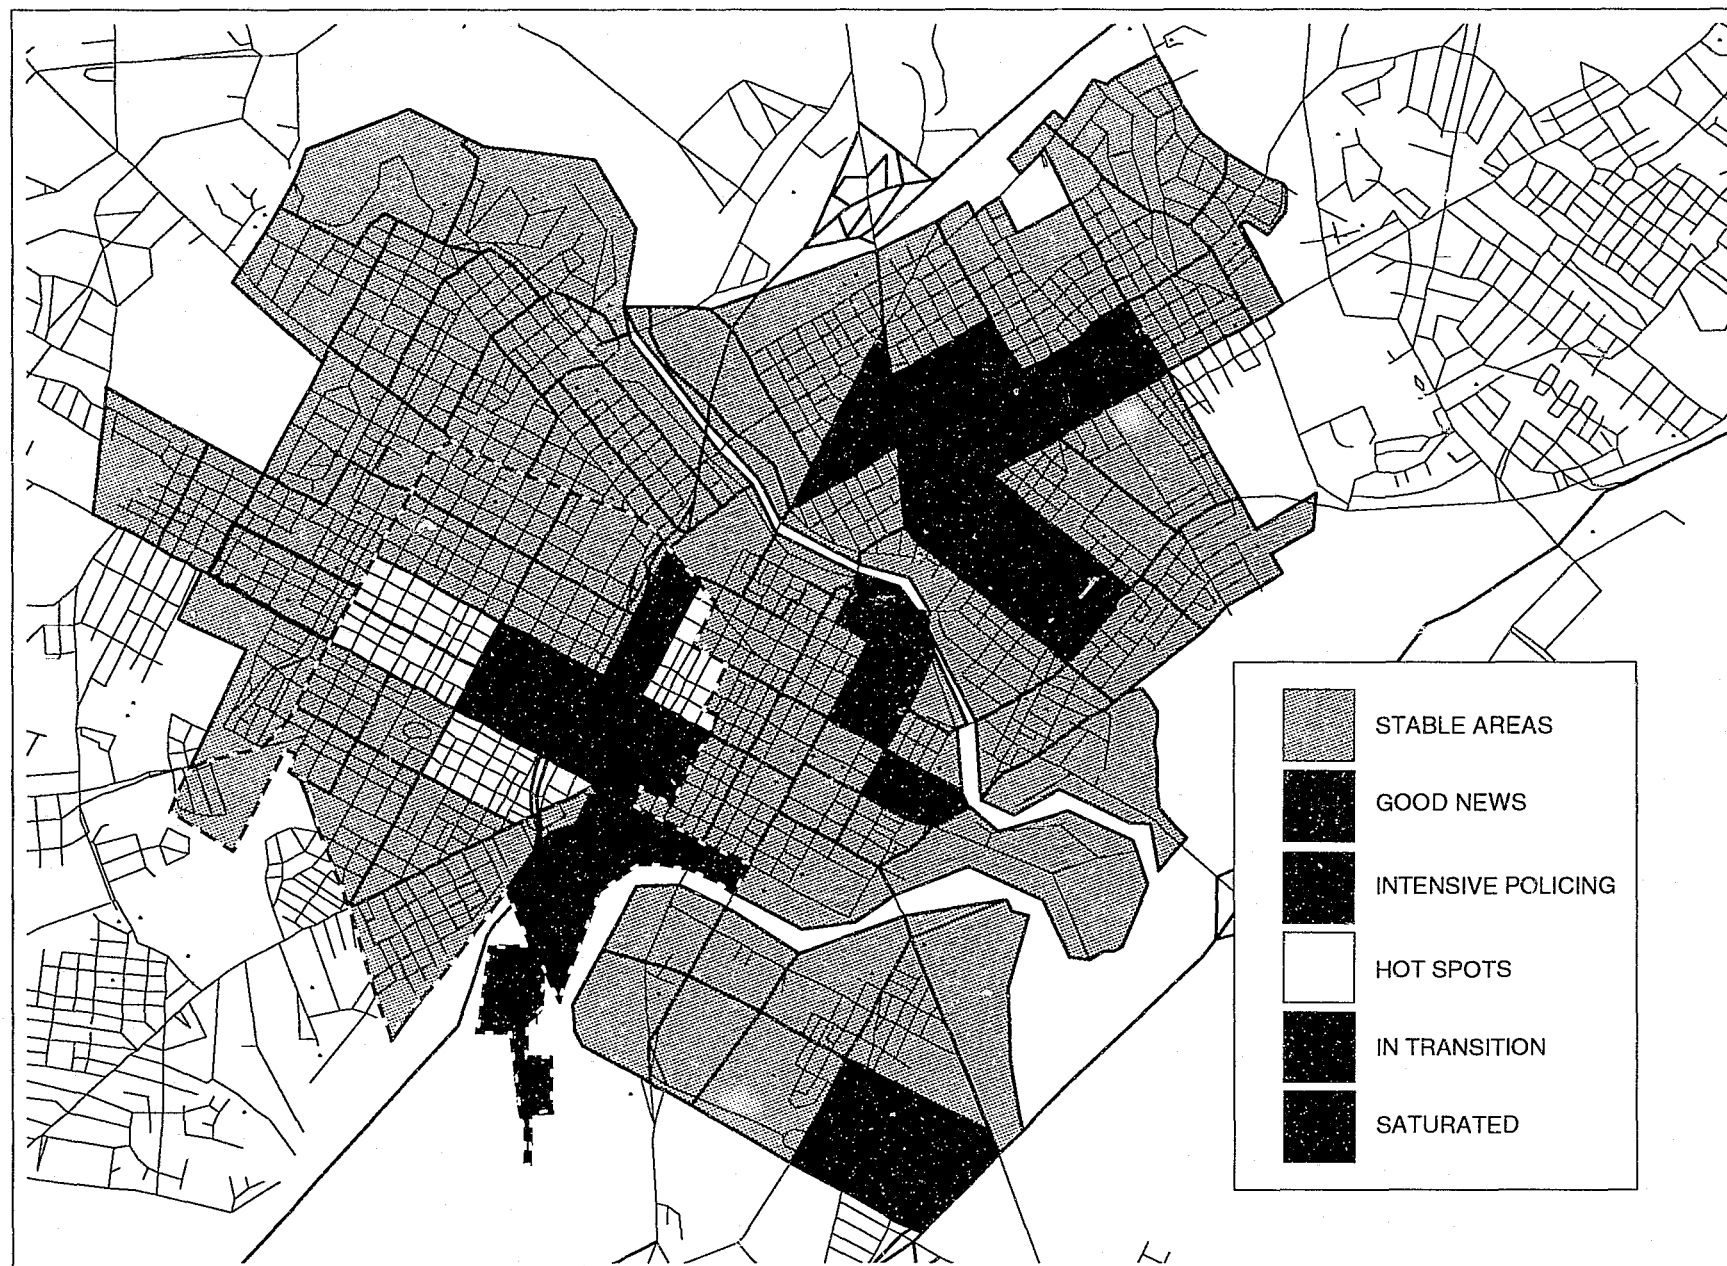 STABLE AREAS
GOOD NEWS
INTENSIVE POLICING
HOT SPOTS
IN TRANSITION
SATURATED